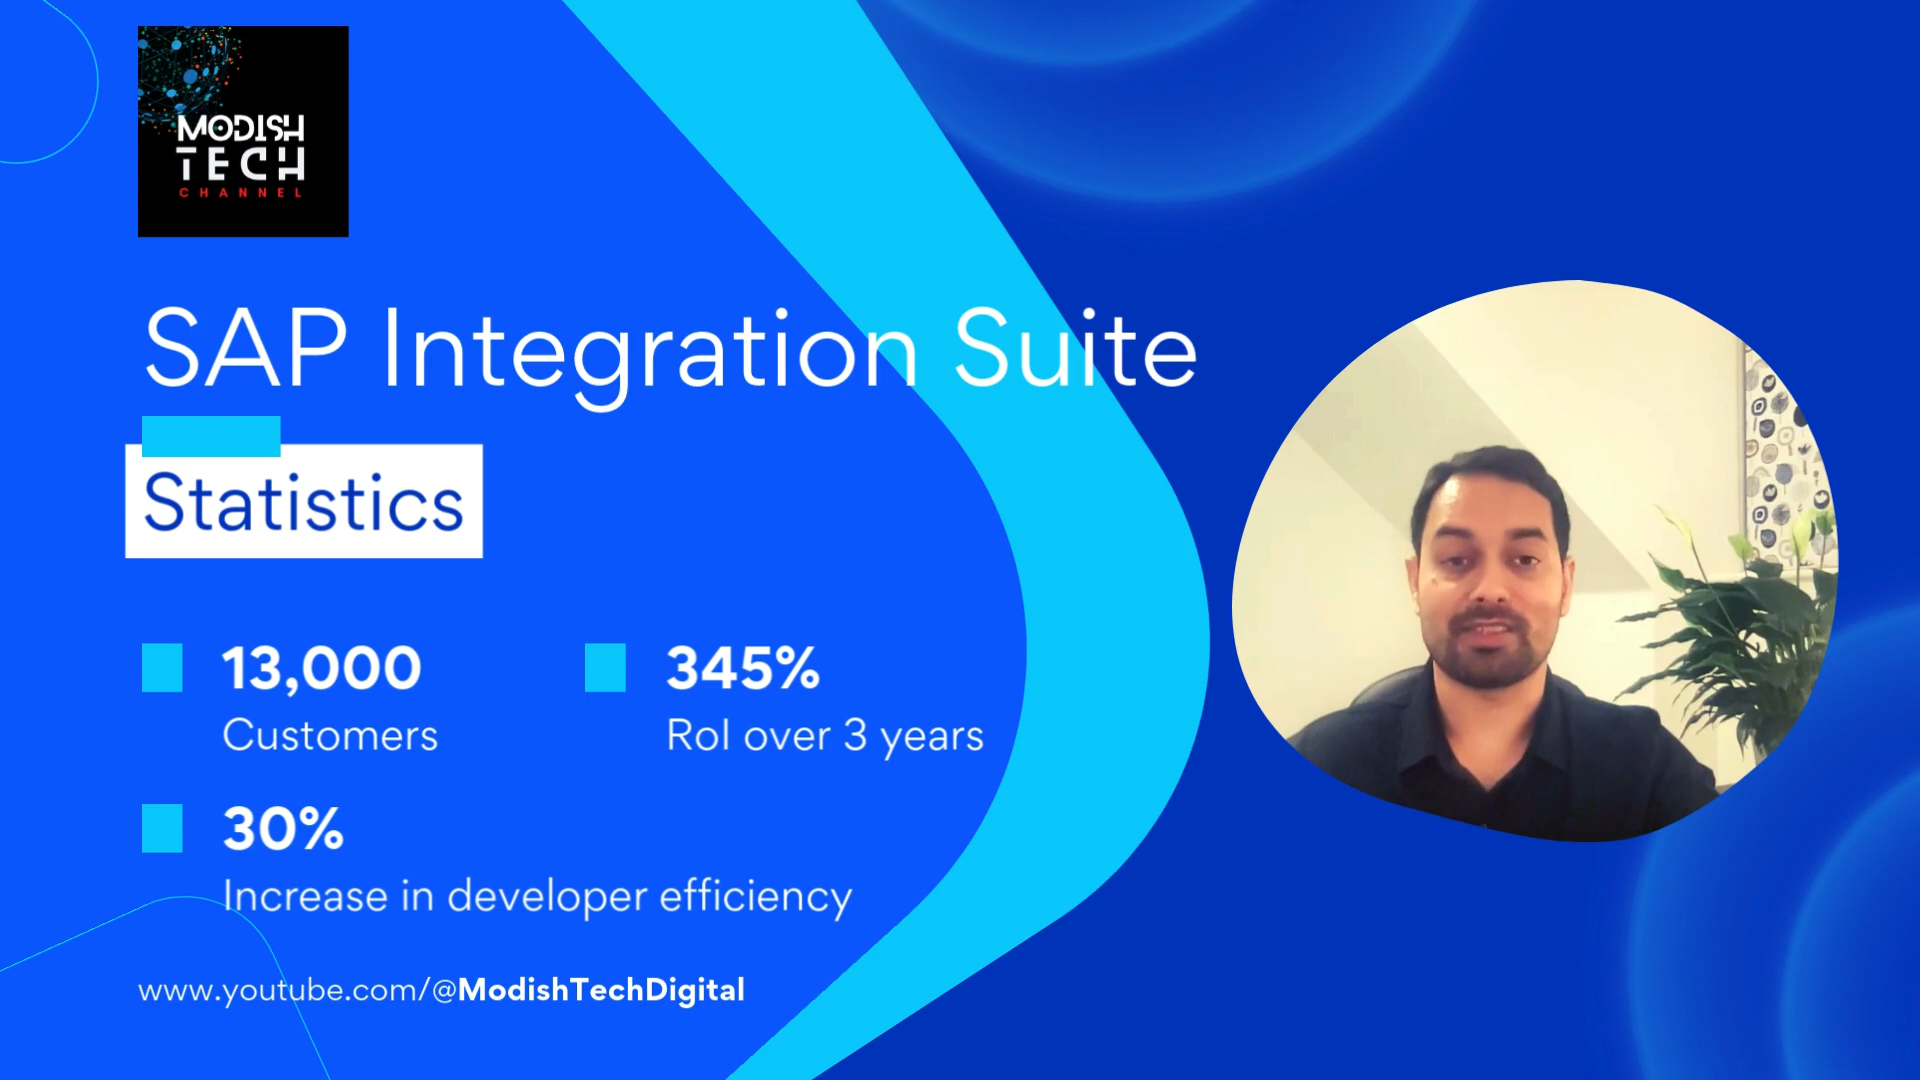 MODISH
TECH
CHANNEL
SAP Integration Suite
Statistics
13,000
Customers
345%
RoI over 3 years
30%
Increase in developer efficiency
www.youtube.com/@ModishTechDigital